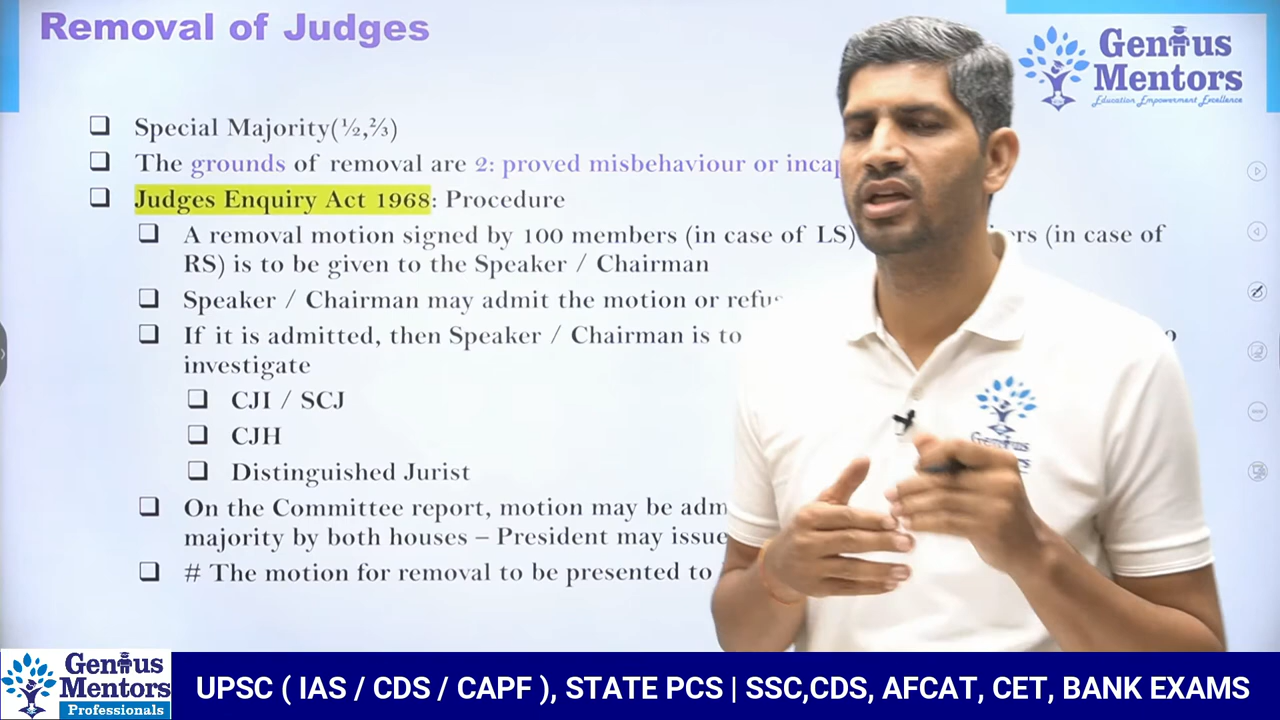 Removal of Judges
Genius
Mentors
Education Empowerment Excellence
❑ Special Majority(½,⅔)
❑ The grounds of removal are 2: proved misbehaviour or
❑ Judges Enquiry Act 1968: Procedure
❑ A removal motion signed by 100 members (in case of LS) (in case of
RS) is to be given to the Speaker / Chairman
❑ Speaker / Chairman may admit the motion or
❑ If it is admitted, then Speaker / Chairman is to
investigate
❑ CJI / SCJ
❑ CJH
❑ Distinguished Jurist
❑ On the Committee report, motion may be
majority by both houses – President may issue
❑ # The motion for removal to be presented to
Genius
Mentors
Professionals
UPSC ( IAS / CDS / CAPF ), STATE PCS | SSC,CDS, AFCAT, CET, BANK EXAMS